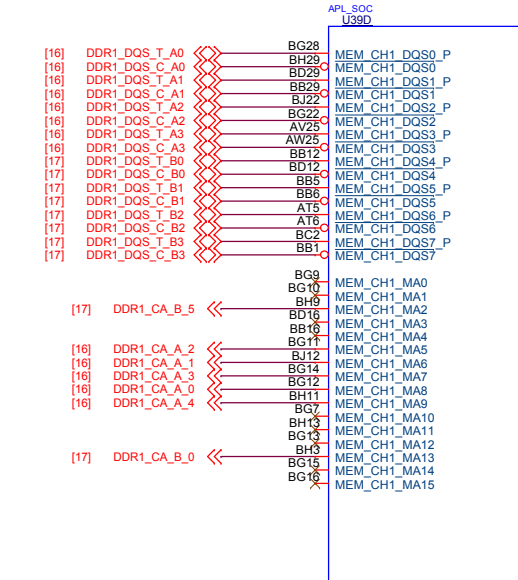 APL_SOC
U39D
[16] DDR1_DQS_T_A0 BG28 MEM_CH1_DQS0_P
[16] DDR1_DQS_C_A0 BH29 MEM_CH1_DQS0
[16] DDR1_DQS_T_A1 BD29 MEM_CH1_DQS1_P
[16] DDR1_DQS_C_A1 BB29 MEM_CH1_DQS1
[16] DDR1_DQS_T_A2 BJ22 MEM_CH1_DQS2_P
[16] DDR1_DQS_C_A2 BG22 MEM_CH1_DQS2
[16] DDR1_DQS_T_A3 AV25 MEM_CH1_DQS3_P
[16] DDR1_DQS_C_A3 AW25 MEM_CH1_DQS3
[17] DDR1_DQS_T_B0 BB12 MEM_CH1_DQS4_P
[17] DDR1_DQS_C_B0 BD12 MEM_CH1_DQS4
[17] DDR1_DQS_T_B1 BB5 MEM_CH1_DQS5_P
[17] DDR1_DQS_C_B1 BB6 MEM_CH1_DQS5
[17] DDR1_DQS_T_B2 AT5 MEM_CH1_DQS6_P
[17] DDR1_DQS_C_B2 AT6 MEM_CH1_DQS6
[17] DDR1_DQS_T_B3 BC2 MEM_CH1_DQS7_P
[17] DDR1_DQS_C_B3 BB1 MEM_CH1_DQS7
BG9 MEM_CH1_MA0
BG10 MEM_CH1_MA1
[17] DDR1_CA_B_5 BH9 MEM_CH1_MA2
BD16 MEM_CH1_MA3
BB16 MEM_CH1_MA4
[16] DDR1_CA_A_2 BG11 MEM_CH1_MA5
[16] DDR1_CA_A_1 BJ12 MEM_CH1_MA6
[16] DDR1_CA_A_3 BG14 MEM_CH1_MA7
[16] DDR1_CA_A_0 BG12 MEM_CH1_MA8
[16] DDR1_CA_A_4 BH11 MEM_CH1_MA9
BG7 MEM_CH1_MA10
BH13 MEM_CH1_MA11
BG13 MEM_CH1_MA12
[17] DDR1_CA_B_0 BH3 MEM_CH1_MA13
BG15 MEM_CH1_MA14
BG16 MEM_CH1_MA15